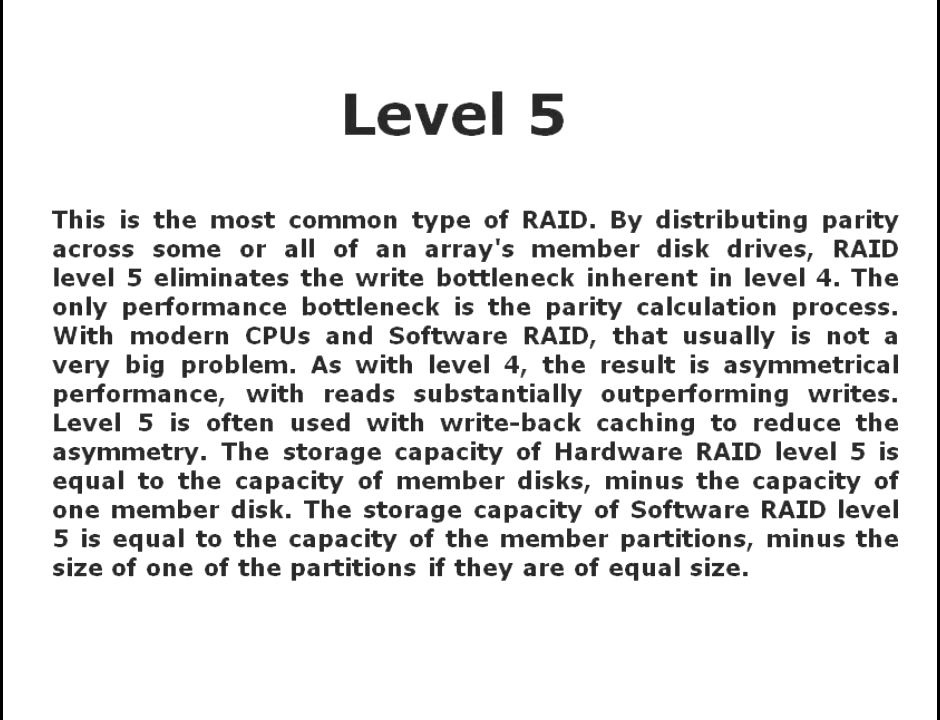 Level 5
This is the most common type of RAID. By distributing parity
across some or all of an array's member disk drives, RAID
level 5 eliminates the write bottleneck inherent in level 4. The
only performance bottleneck is the parity calculation process.
With modern CPUs and Software RAID, that usually is not a
very big problem. As with level 4, the result is asymmetrical
performance, with reads substantially outperforming writes.
Level 5 is often used with write-back caching to reduce the
asymmetry. The storage capacity of Hardware RAID level 5 is
equal to the capacity of member disks, minus the capacity of
one member disk. The storage capacity of Software RAID level
5 is equal to the capacity of the member partitions, minus the
size of one of the partitions if they are of equal size.